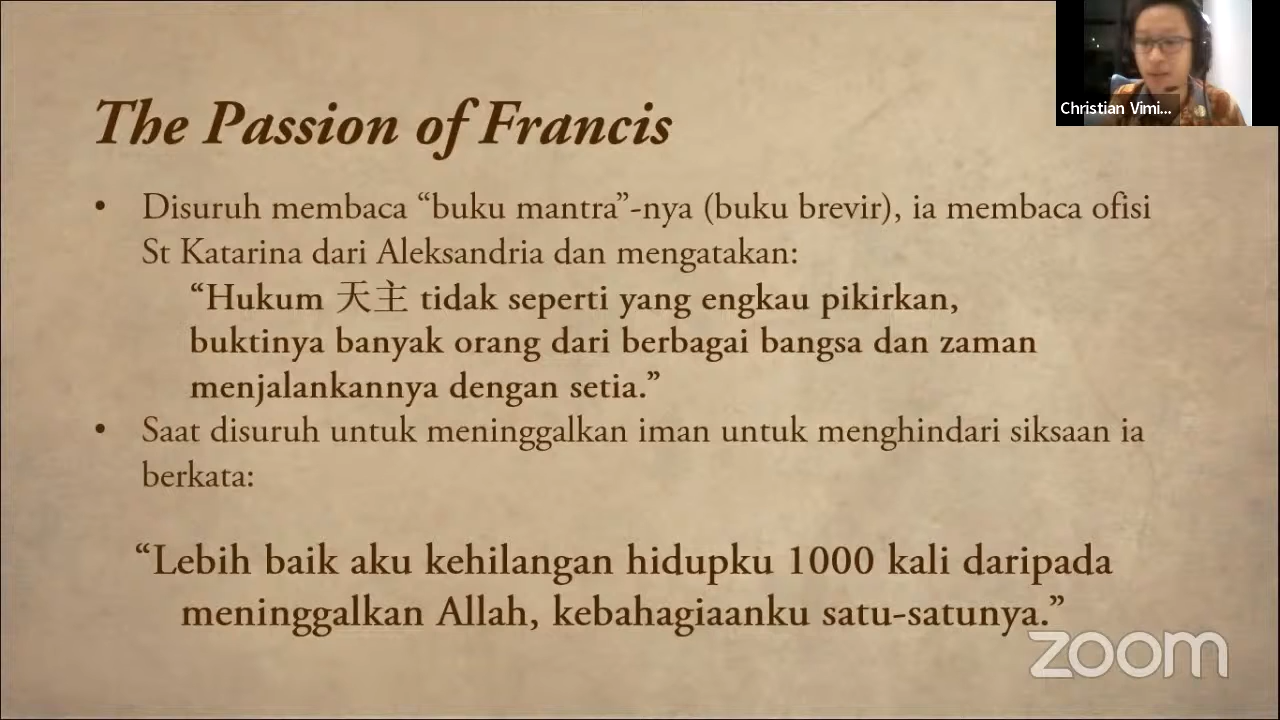 Christian Vimi...
The Passion of Francis
• Disuruh membaca “buku mantra”-nya (buku brevir), ia membaca ofisi
St Katarina dari Aleksandria dan mengatakan:
“Hukum 天主 tidak seperti yang engkau pikirkan,
buktinya banyak orang dari berbagai bangsa dan zaman
menjalankannya dengan setia.”
• Saat disuruh untuk meninggalkan iman untuk menghindari siksaan ia
berkata:
“Lebih baik aku kehilangan hidupku 1000 kali daripada
meninggalkan Allah, kebahagiaanku satu-satunya.”
zoom